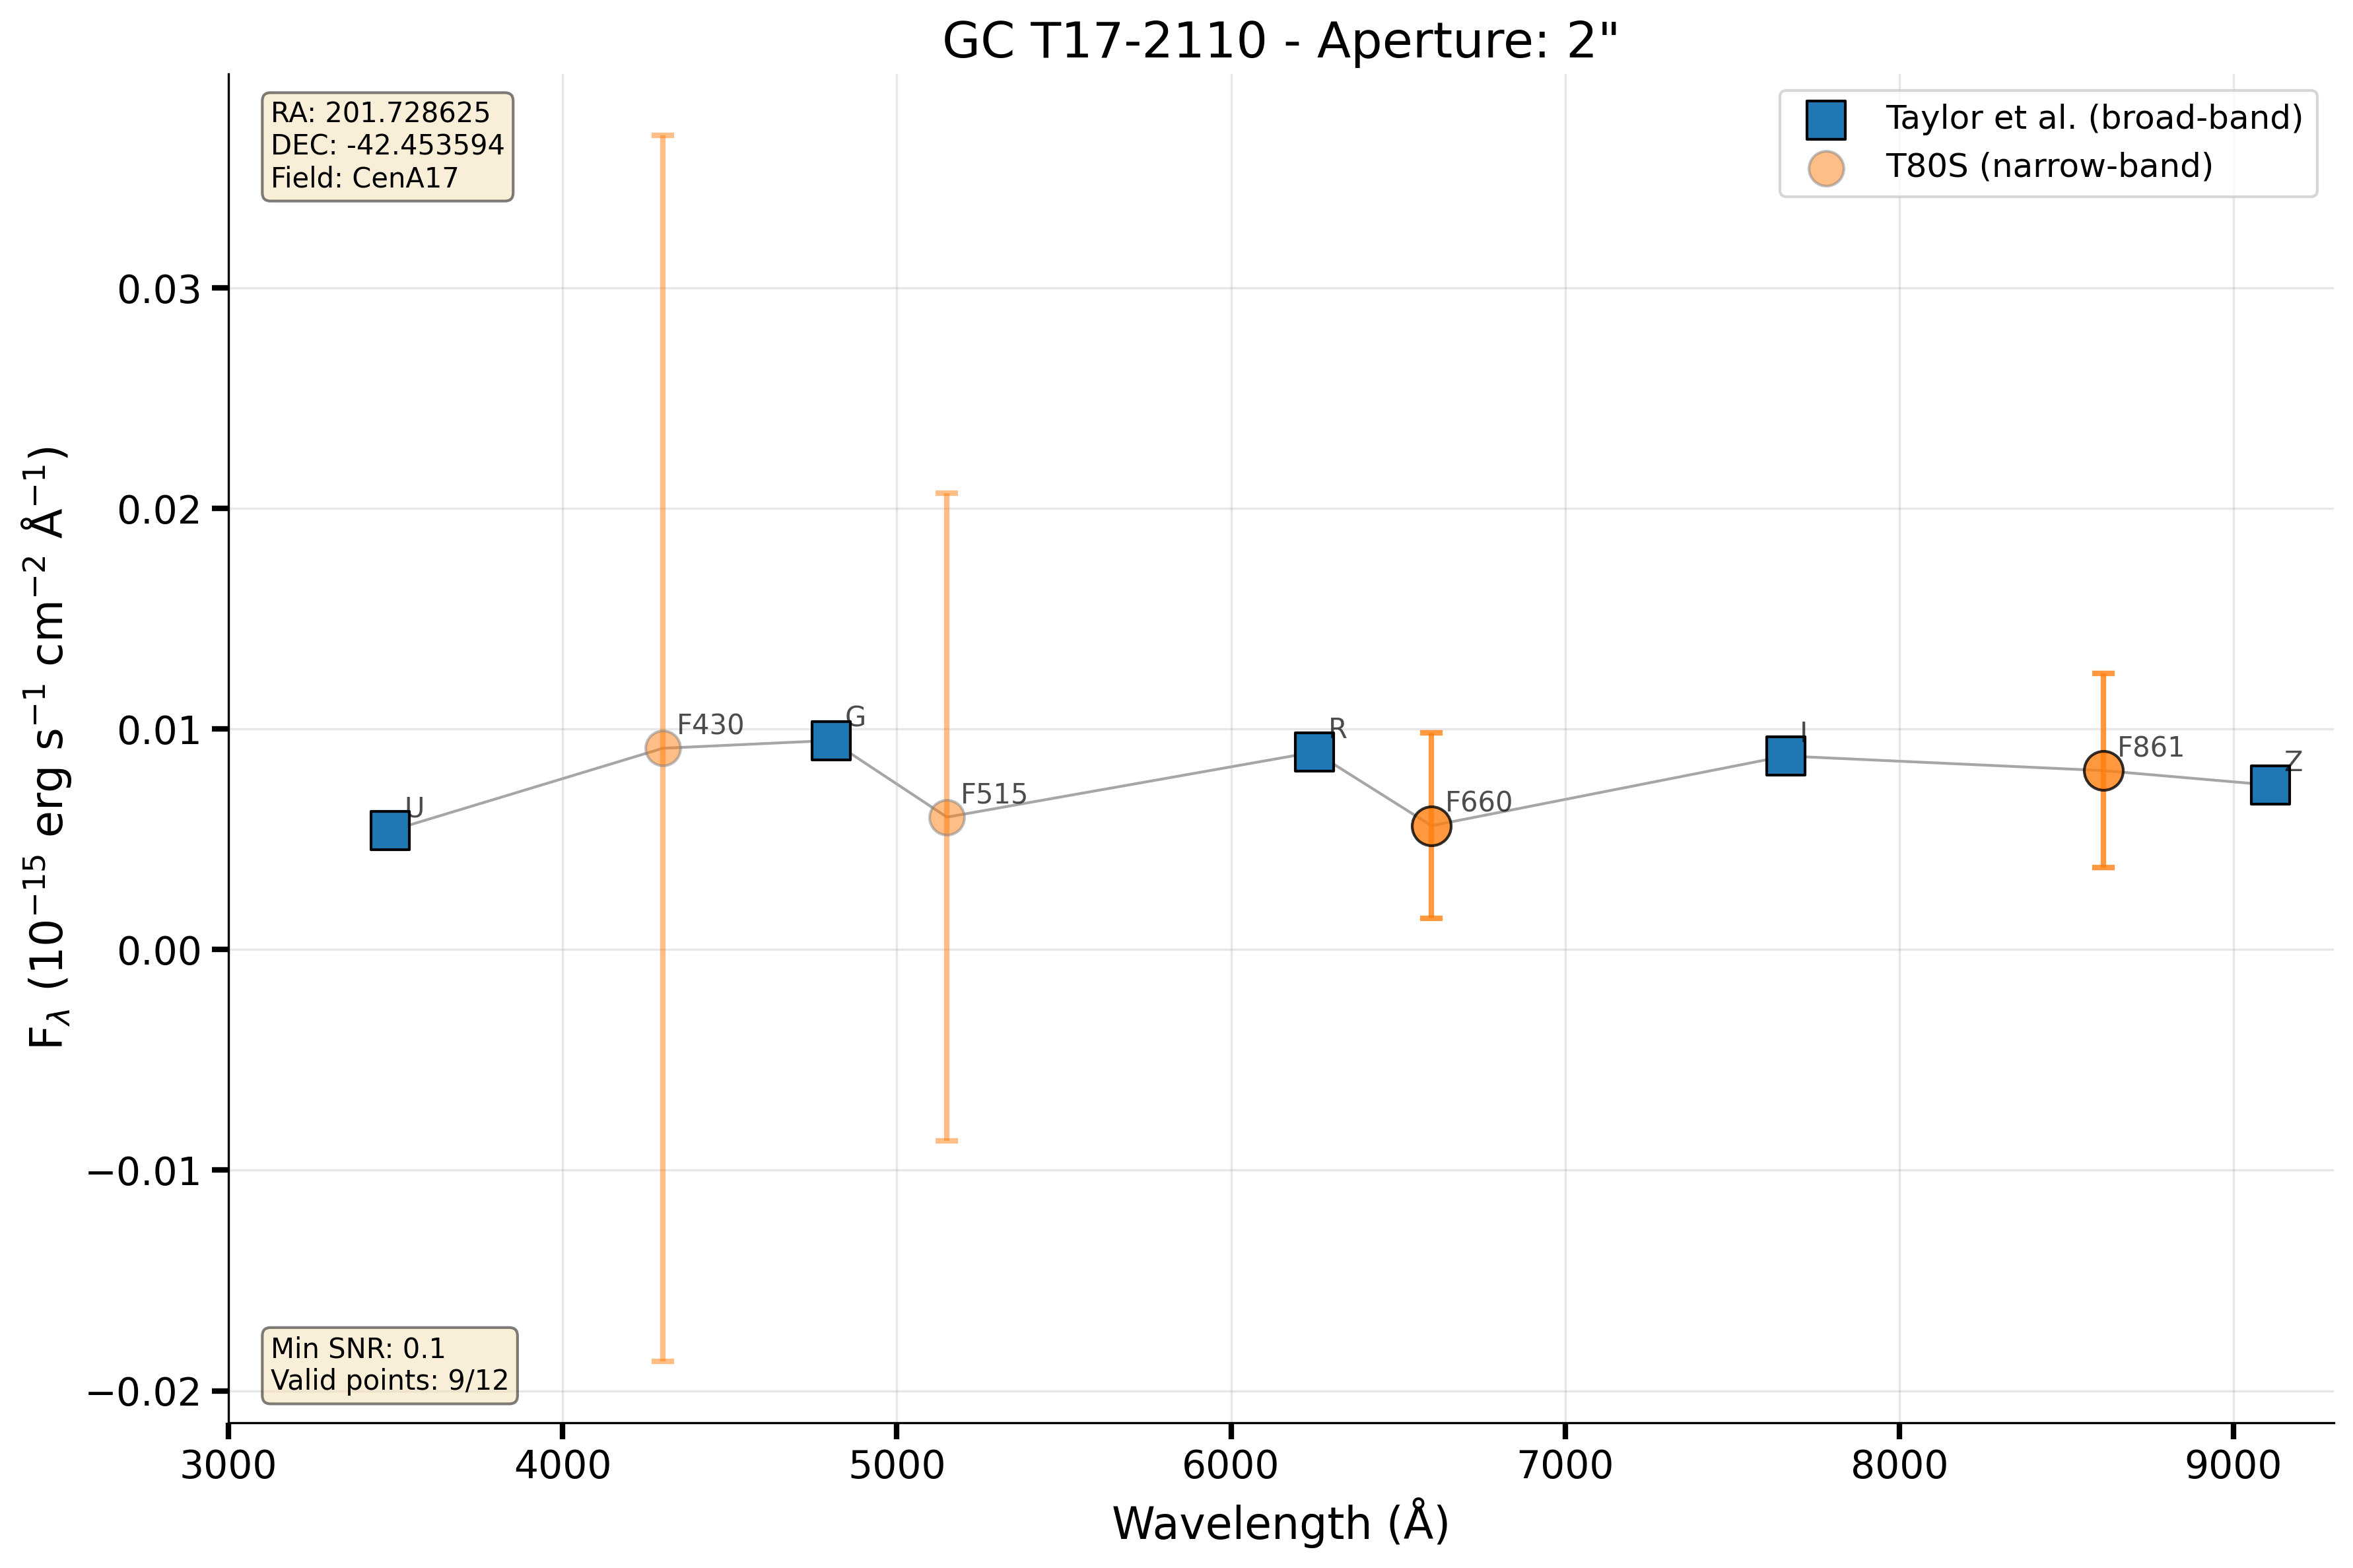 GC T17-2110 - Aperture: 2"
RA: 201.728625
DEC: -42.453594
Field: CenA17
Taylor et al. (broad-band)
T80S (narrow-band)
F$_{λ}$ (10$^{−15}$ erg s$^{−1}$ cm$^{−2}$ Å$^{−1}$)
0.03
0.02
0.01
0.00
−0.01
−0.02
U
F430
G
F515
R
F660
I
F861
Z
Min SNR: 0.1
Valid points: 9/12
3000 4000 5000 6000 7000 8000 9000
Wavelength (Å)